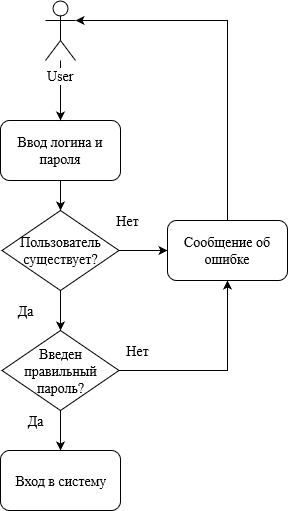 User
Ввод логина и
пароля
Нет
Пользователь
существует?
Сообщение об
ошибке
Да
Введен
правильный
пароль?
Нет
Да
Вход в систему